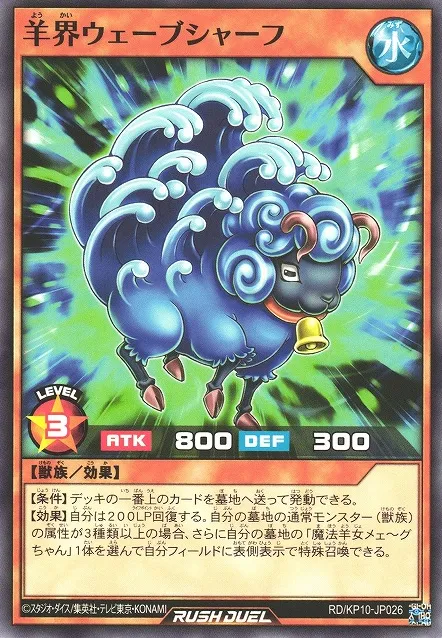 羊界ウェーブシャーフ
水
LEVEL
3
ATK 800 DEF 300
【獣族／効果】
【条件】デッキの一番上のカードを墓地へ送って発動できる。
【効果】自分は200LP回復する。自分の墓地の通常モンスター（獣族）
の属性が3種類以上の場合、さらに自分の墓地の「魔法羊女メェ～グ
ちゃん」1体を選んで自分フィールドに表側表示で特殊召喚できる。
©スタジオ・ダイス/集英社・テレビ東京・KONAMI
RUSH DUEL
RD/KP10-JP026